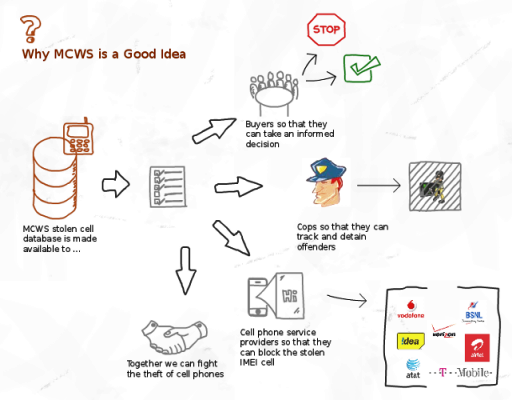 Why MCWS is a Good Idea
STOP
Buyers so that they
can take an informed
decision
MCWS stolen cell
database is made
available to ...
Cops so that they can
track and detain
offenders
Cell phone service
providers so that they
can block the stolen
IMEI cell
Together we can fight
the theft of cell phones
Hi
vodafone
BSNL
!dea
verizon
airtel
at&t
T-Mobile